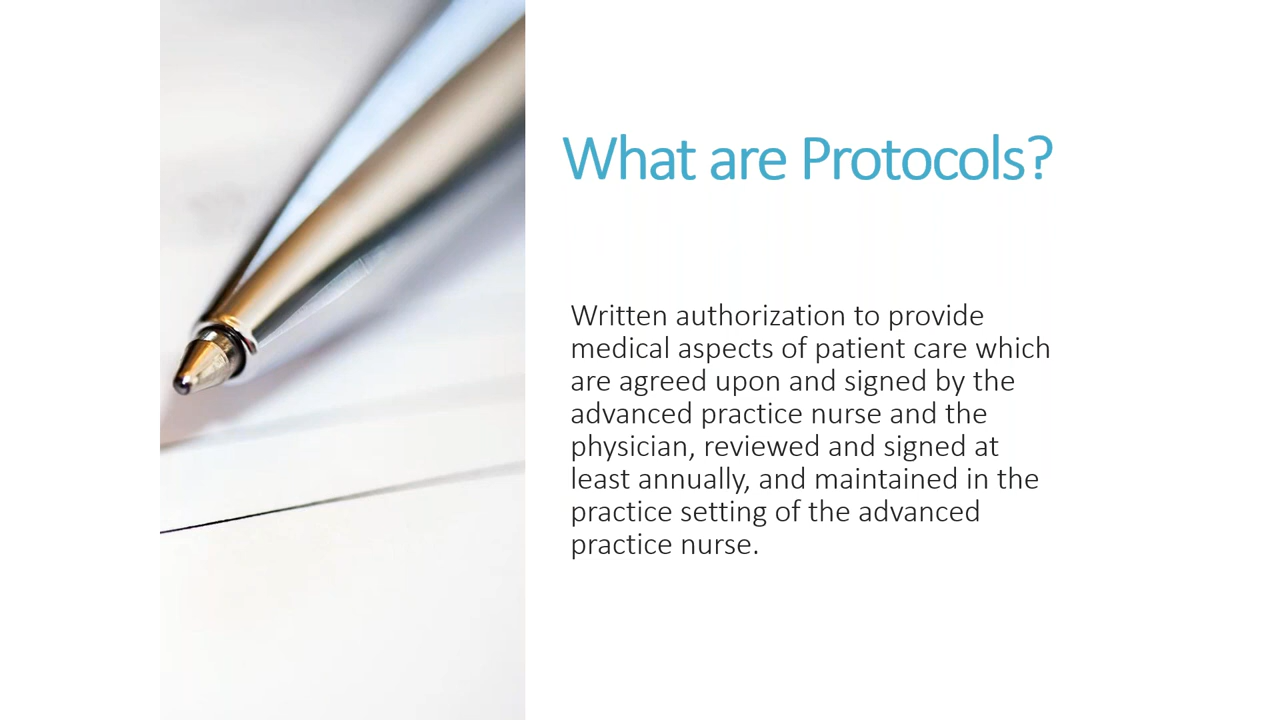 What are Protocols?
Written authorization to provide
medical aspects of patient care which
are agreed upon and signed by the
advanced practice nurse and the
physician, reviewed and signed at
least annually, and maintained in the
practice setting of the advanced
practice nurse.